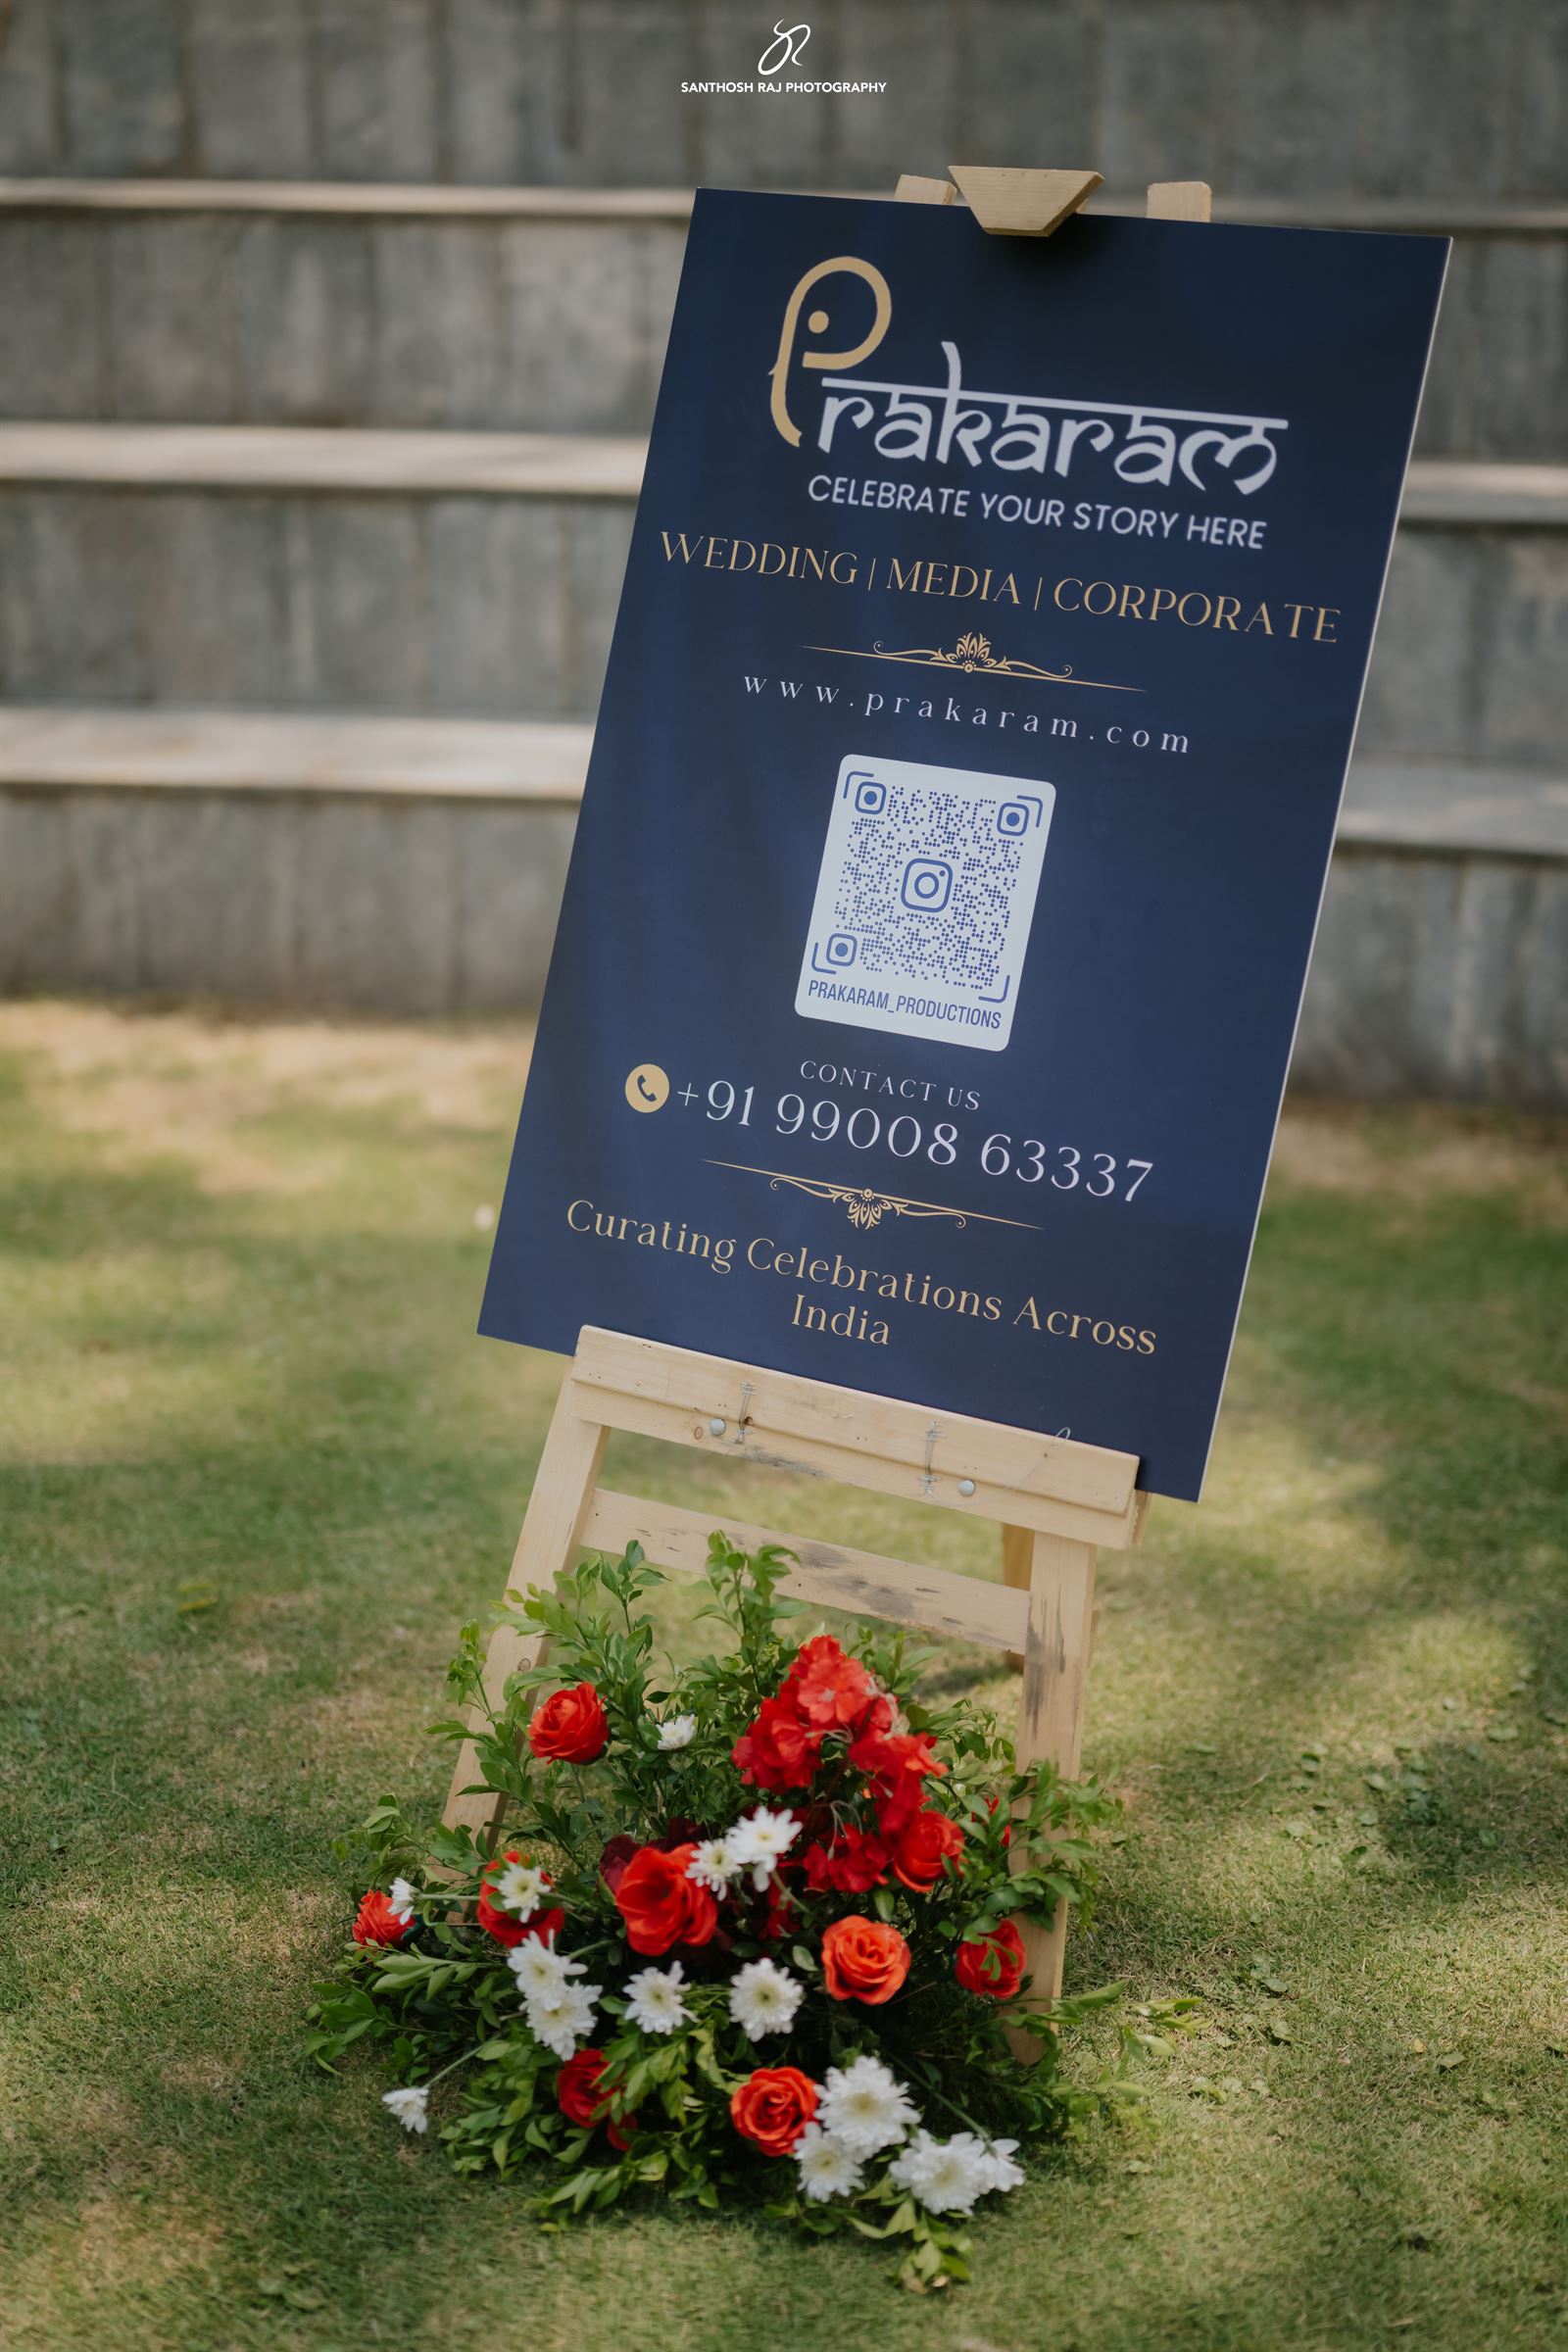 SANTHOSH RAJ PHOTOGRAPHY
Prakaram
CELEBRATE YOUR STORY HERE
WEDDING | MEDIA | CORPORATE
www.prakaram.com
PRAKARAM_PRODUCTIONS
CONTACT US
+91 99008 63337
Curating Celebrations Across
India